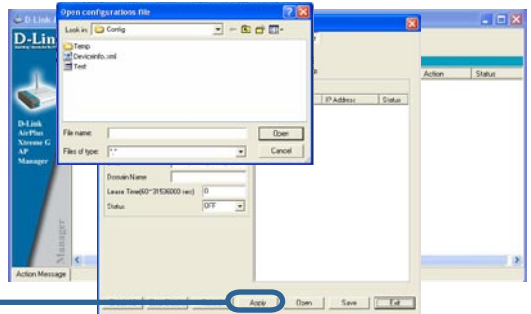 Open configurations file
Look in: Config
Temp
Deviceinfo.xml
Test
File name:
Open
Files of type: *.*
Cancel
D-Link
D-Link
AirPlus
Xtreme G
AP
Manager
IP Address Status
Action Status
Domain Name
Lease Time(60~31536000 sec) 0
Status OFF
Manager
Action Message
Apply Open Save Exit